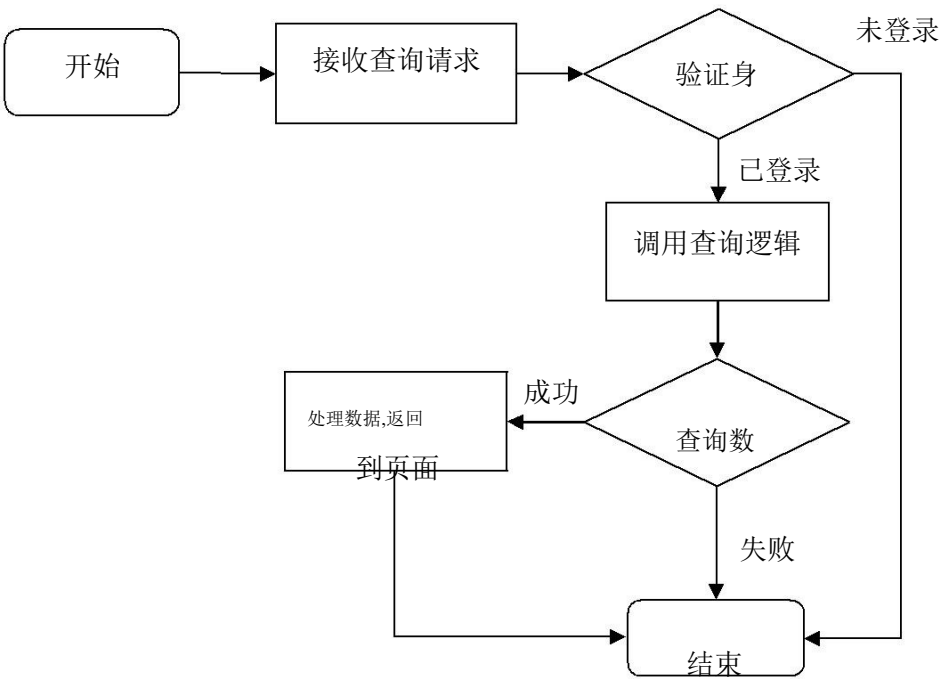 开始
接收查询请求
验证身
未登录
已登录
调用查询逻辑
成功
处理数据,返回
到页面
查询数
失败
结束